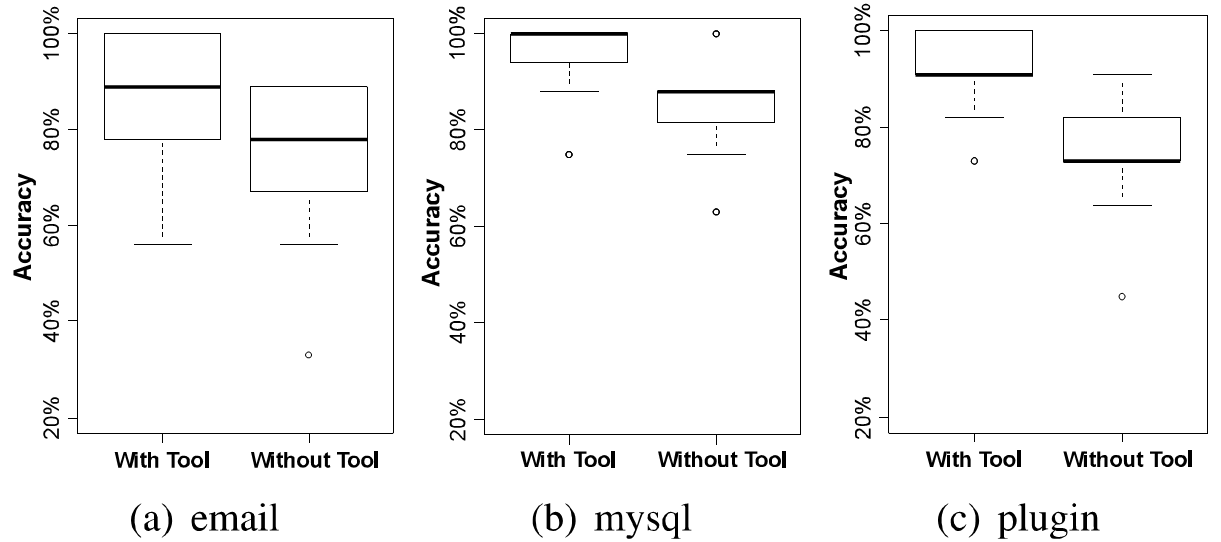 Accuracy
100%
80%
60%
40%
20%
With Tool Without Tool
(a) email
Accuracy
100%
80%
60%
40%
20%
With Tool Without Tool
(b) mysql
Accuracy
100%
80%
60%
40%
20%
With Tool Without Tool
(c) plugin